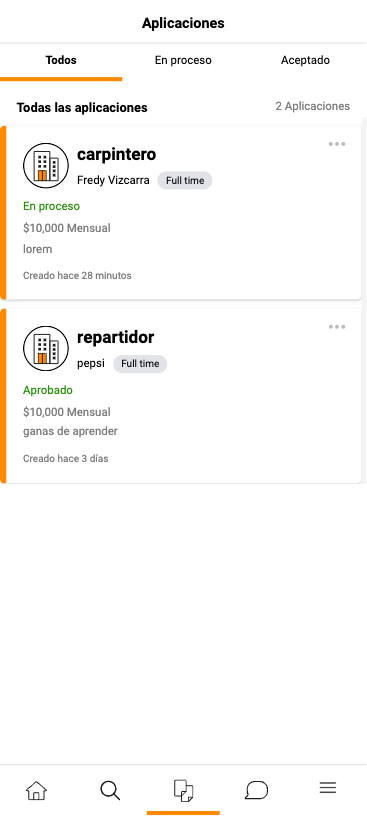 Aplicaciones
Todos En proceso Aceptado
Todas las aplicaciones 2 Aplicaciones
carpintero
Fredy Vizcarra Full time
En proceso
$10,000 Mensual
lorem
Creado hace 28 minutos
repartidor
pepsi Full time
Aprobado
$10,000 Mensual
ganas de aprender
Creado hace 3 días